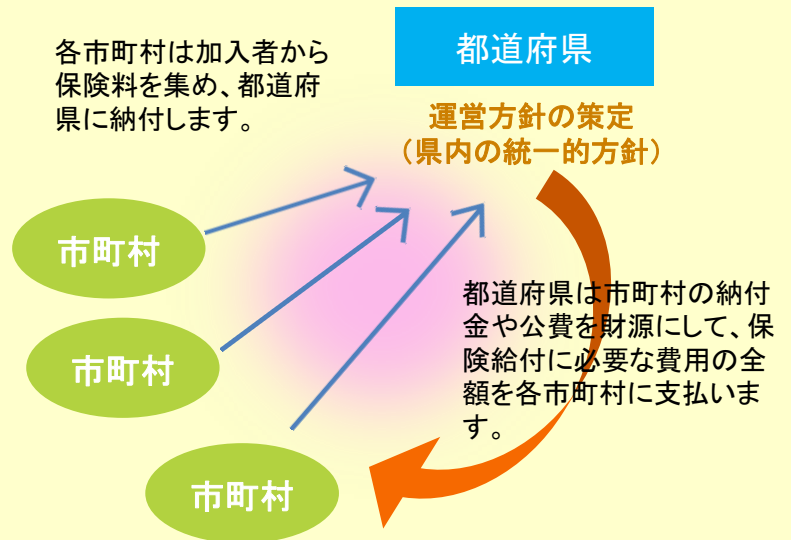 各市町村は加入者から
保険料を集め、都道府
県に納付します。
都道府県
運営方針の策定
（県内の統一的方針）
市町村
市町村
市町村
都道府県は市町村の納付
金や公費を財源にして、保
険給付に必要な費用の全
額を各市町村に支払いま
す。